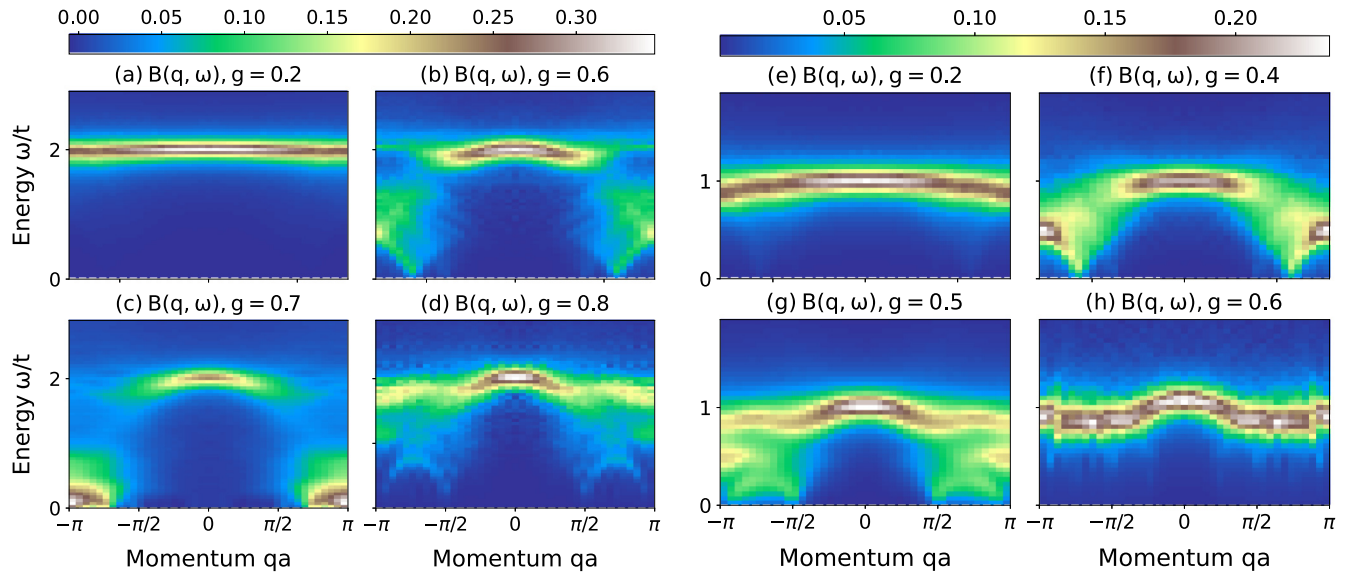 0.00 0.05 0.10 0.15 0.20 0.25 0.30 0.05 0.10 0.15 0.20
(a) B(q, ω), g = 0.2 (b) B(q, ω), g = 0.6 (e) B(q, ω), g = 0.2 (f) B(q, ω), g = 0.4
Energy ω/t
2
0
1
0
(c) B(q, ω), g = 0.7 (d) B(q, ω), g = 0.8 (g) B(q, ω), g = 0.5 (h) B(q, ω), g = 0.6
Energy ω/t
2
0
1
0
−π −π/2 0 π/2 π −π/2 0 π/2 π −π −π/2 0 π/2 π −π/2 0 π/2 π
Momentum qa Momentum qa Momentum qa Momentum qa